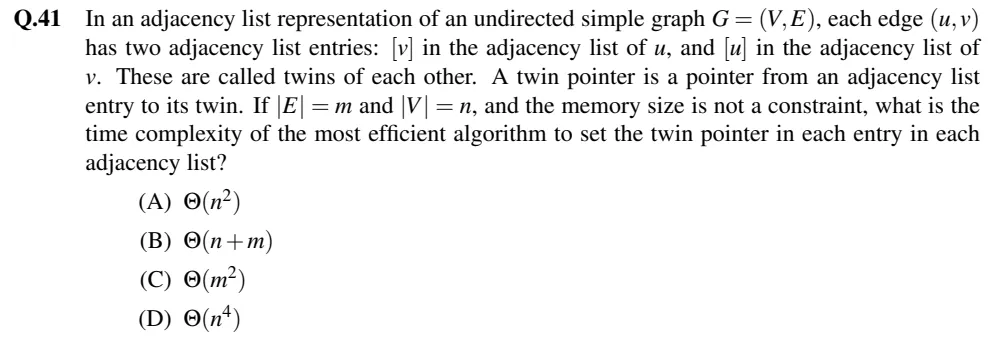 Q.41 In an adjacency list representation of an undirected simple graph G = (V,E), each edge (u,v)
has two adjacency list entries: [v] in the adjacency list of u, and [u] in the adjacency list of
v. These are called twins of each other. A twin pointer is a pointer from an adjacency list
entry to its twin. If |E| = m and |V| = n, and the memory size is not a constraint, what is the
time complexity of the most efficient algorithm to set the twin pointer in each entry in each
adjacency list?
(A) Θ(n²)
(B) Θ(n+m)
(C) Θ(m²)
(D) Θ(n⁴)